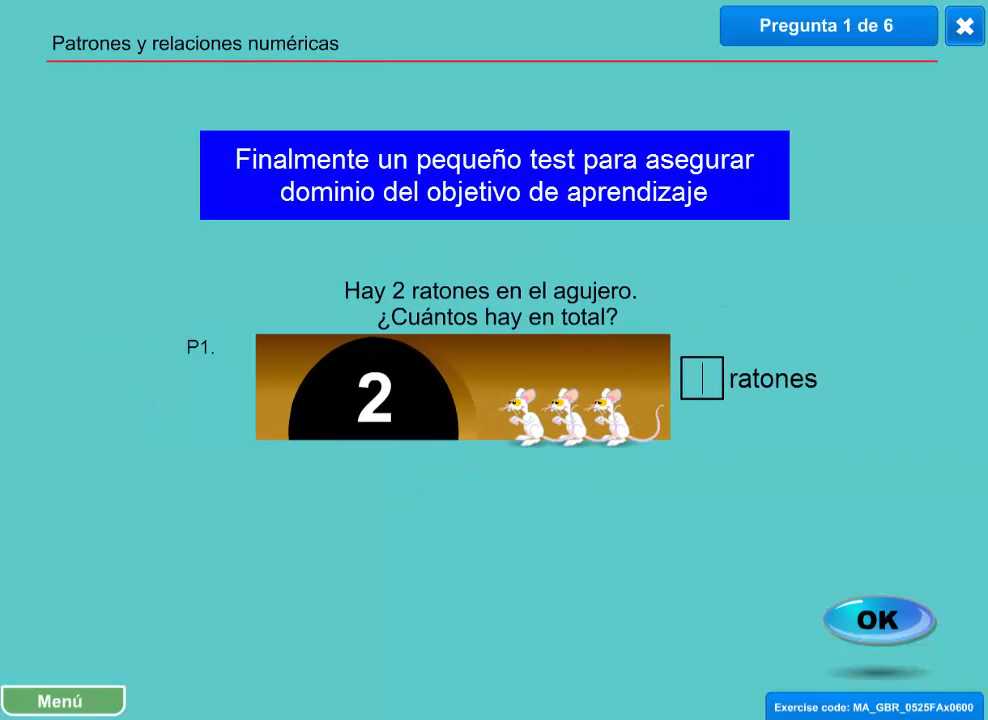 Pregunta 1 de 6
Patrones y relaciones numéricas
Finalmente un pequeño test para asegurar
dominio del objetivo de aprendizaje
Hay 2 ratones en el agujero.
¿Cuántos hay en total?
P1.
2
ratones
OK
Menú
Exercise code: MA_GBR_0525FAx0600